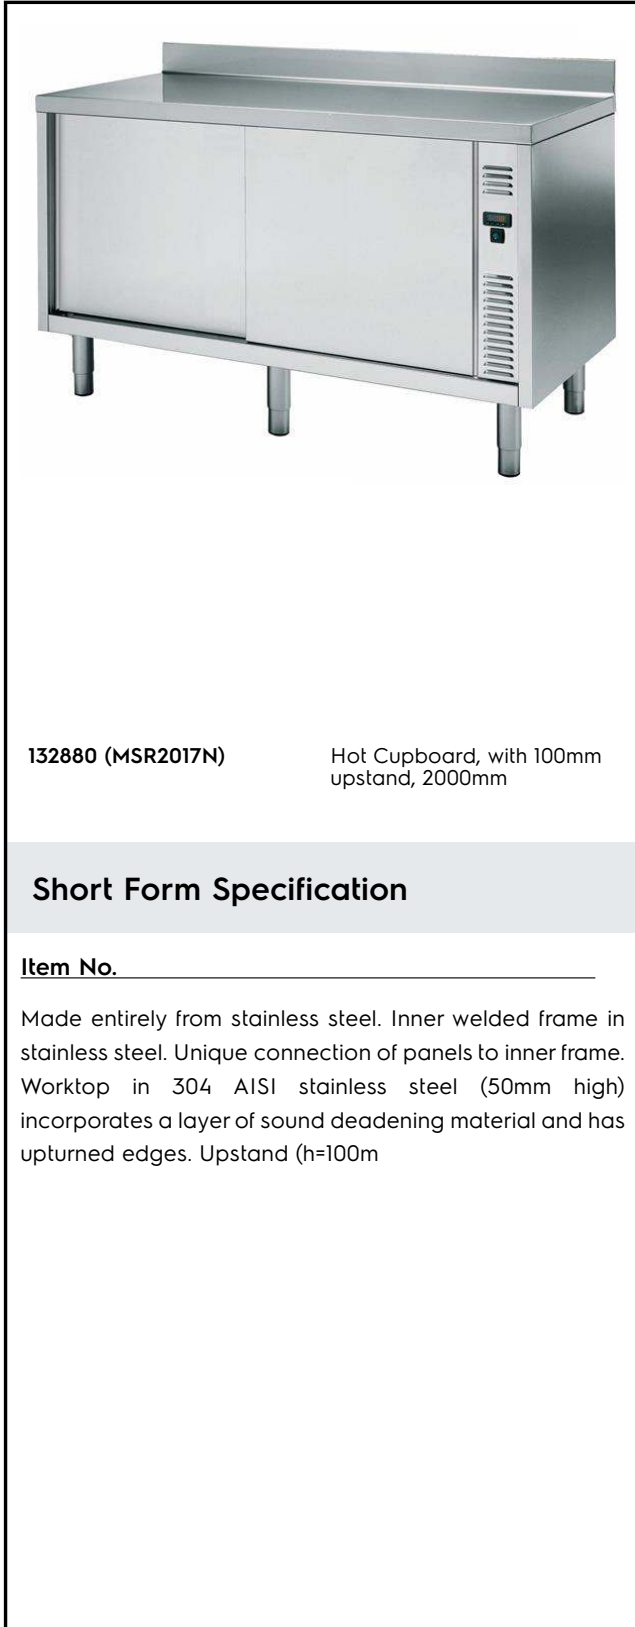 132880 (MSR2017N)
Hot Cupboard, with 100mm
upstand, 2000mm
Short Form Specification
Item No.
Made entirely from stainless steel. Inner welded frame in
stainless steel. Unique connection of panels to inner frame.
Worktop in 304 AISI stainless steel (50mm high)
incorporates a layer of sound deadening material and has
upturned edges. Upstand (h=100m